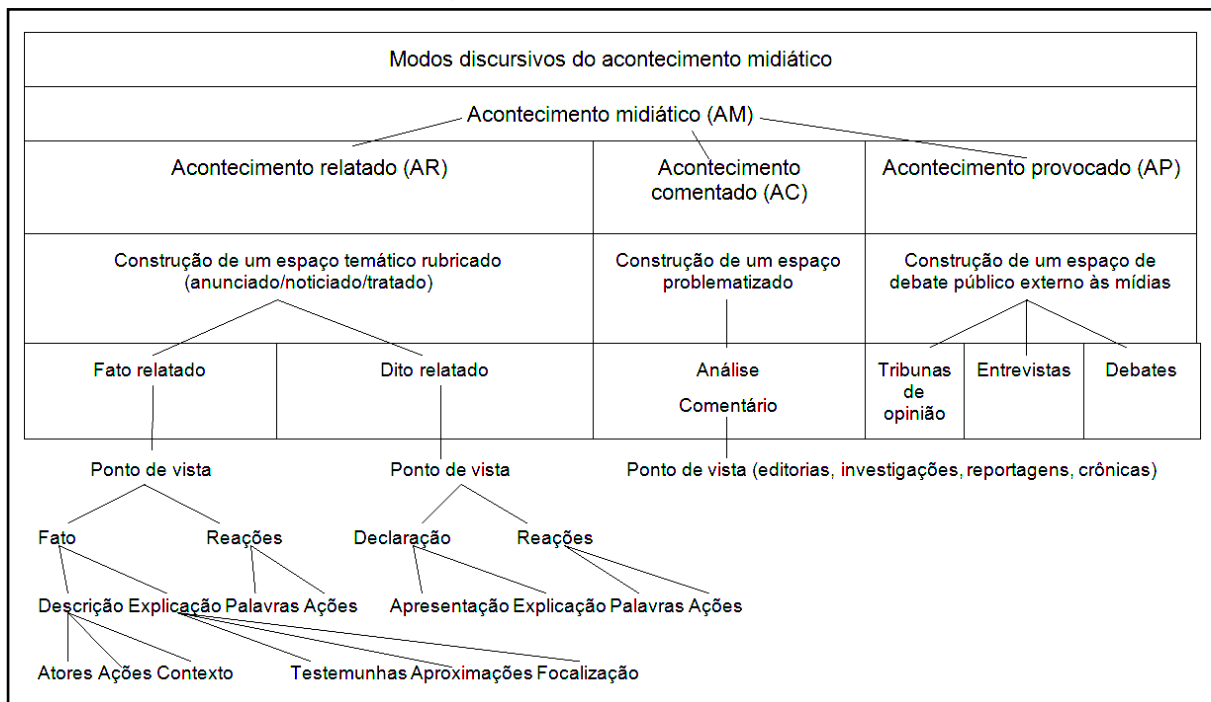 Modos discursivos do acontecimento midiático
Acontecimento midiático (AM)
Acontecimento relatado (AR)
Acontecimento
comentado (AC)
Acontecimento provocado (AP)
Construção de um espaço temático rubricado
(anunciado/noticiado/tratado)
Construção de um espaço
problematizado
Construção de um espaço de
debate público externo às mídias
Fato relatado
Dito relatado
Análise
Comentário
Tribunas
de
opinião
Entrevistas
Debates
Ponto de vista
Ponto de vista
Ponto de vista (editorias, investigações, reportagens, crônicas)
Fato
Reações
Declaração
Reações
Descrição Explicação Palavras Ações
Apresentação Explicação Palavras Ações
Atores Ações Contexto
Testemunhas Aproximações Focalização